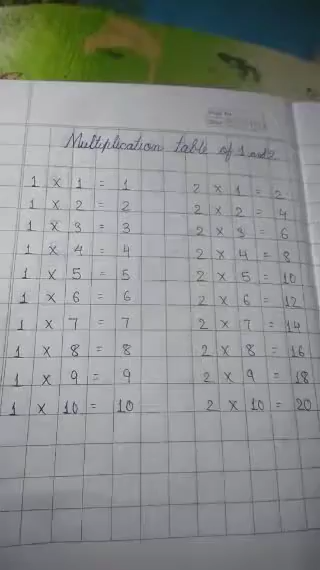 Multiplication table of 1 and 2
1 x 1 = 1
1 x 2 = 2
1 x 3 = 3
1 x 4 = 4
1 x 5 = 5
1 x 6 = 6
1 x 7 = 7
1 x 8 = 8
1 x 9 = 9
1 x 10 = 10
2 x 1 = 2
2 x 2 = 4
2 x 3 = 6
2 x 4 = 8
2 x 5 = 10
2 x 6 = 12
2 x 7 = 14
2 x 8 = 16
2 x 9 = 18
2 x 10 = 20